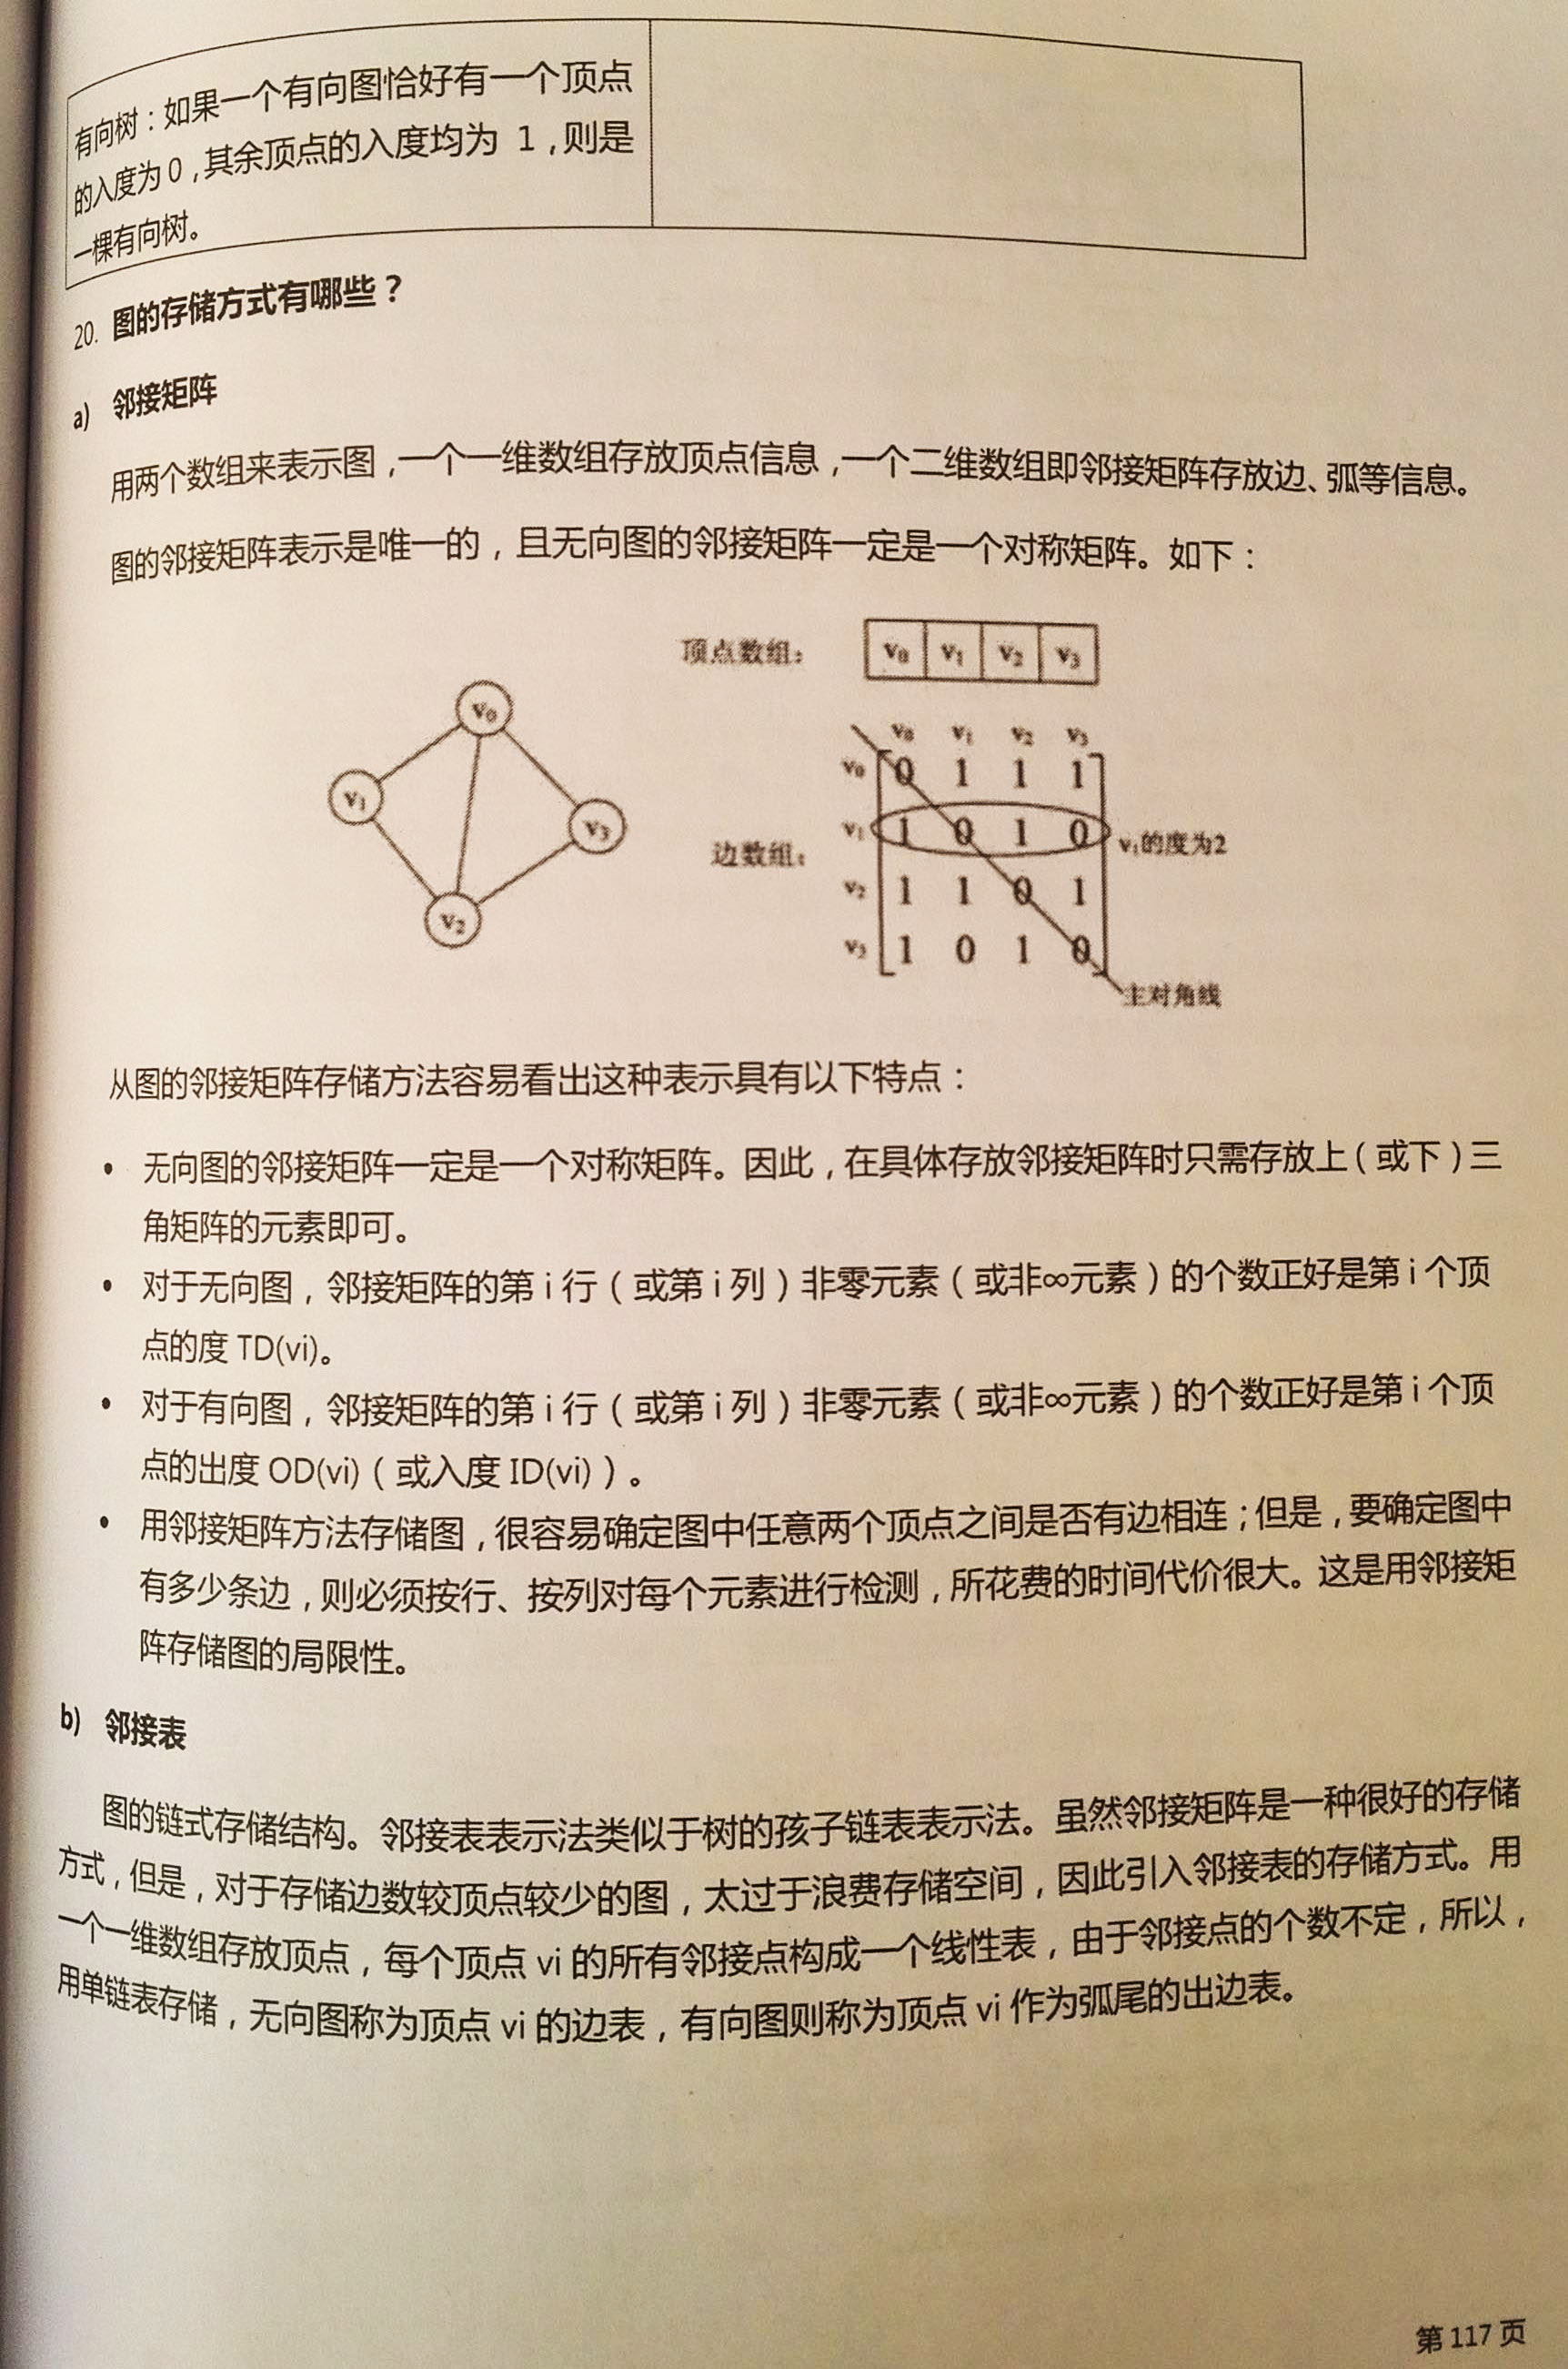 有向树：如果一个有向图恰好有一个顶点
的入度为0，其余顶点的入度均为 1，则是
一棵有向树。
20. 图的存储方式有哪些？
a) 邻接矩阵
用两个数组来表示图，一个一维数组存放顶点信息，一个二维数组即邻接矩阵存放边、弧等信息。
图的邻接矩阵表示是唯一的，且无向图的邻接矩阵一定是一个对称矩阵。如下：
顶点数组： v0 v1 v2 v3
v0
v1
v3
v2
v0 v1 v2 v3
v0 0 1 1 1
边数组： v1 1 0 1 0 v1的度为2
v2 1 1 0 1
v3 1 0 1 0
主对角线
从图的邻接矩阵存储方法容易看出这种表示具有以下特点：
• 无向图的邻接矩阵一定是一个对称矩阵。因此，在具体存放邻接矩阵时只需存放上（或下）三
角矩阵的元素即可。
• 对于无向图，邻接矩阵的第 i 行（或第 i 列）非零元素（或非∞元素）的个数正好是第 i 个顶
点的度 TD(vi)。
• 对于有向图，邻接矩阵的第 i 行（或第 i 列）非零元素（或非∞元素）的个数正好是第 i 个顶
点的出度 OD(vi)（或入度 ID(vi)）。
• 用邻接矩阵方法存储图，很容易确定图中任意两个顶点之间是否有边相连；但是，要确定图中
有多少条边，则必须按行、按列对每个元素进行检测，所花费的时间代价很大。这是用邻接矩
阵存储图的局限性。
b) 邻接表
图的链式存储结构。邻接表表示法类似于树的孩子链表表示法。虽然邻接矩阵是一种很好的存储
方式，但是，对于存储边数较顶点较少的图，太过于浪费存储空间，因此引入邻接表的存储方式。用
一个一维数组存放顶点，每个顶点 vi 的所有邻接点构成一个线性表，由于邻接点的个数不定，所以，
用单链表存储，无向图称为顶点 vi 的边表，有向图则称为顶点 vi 作为弧尾的出边表。
第 117 页